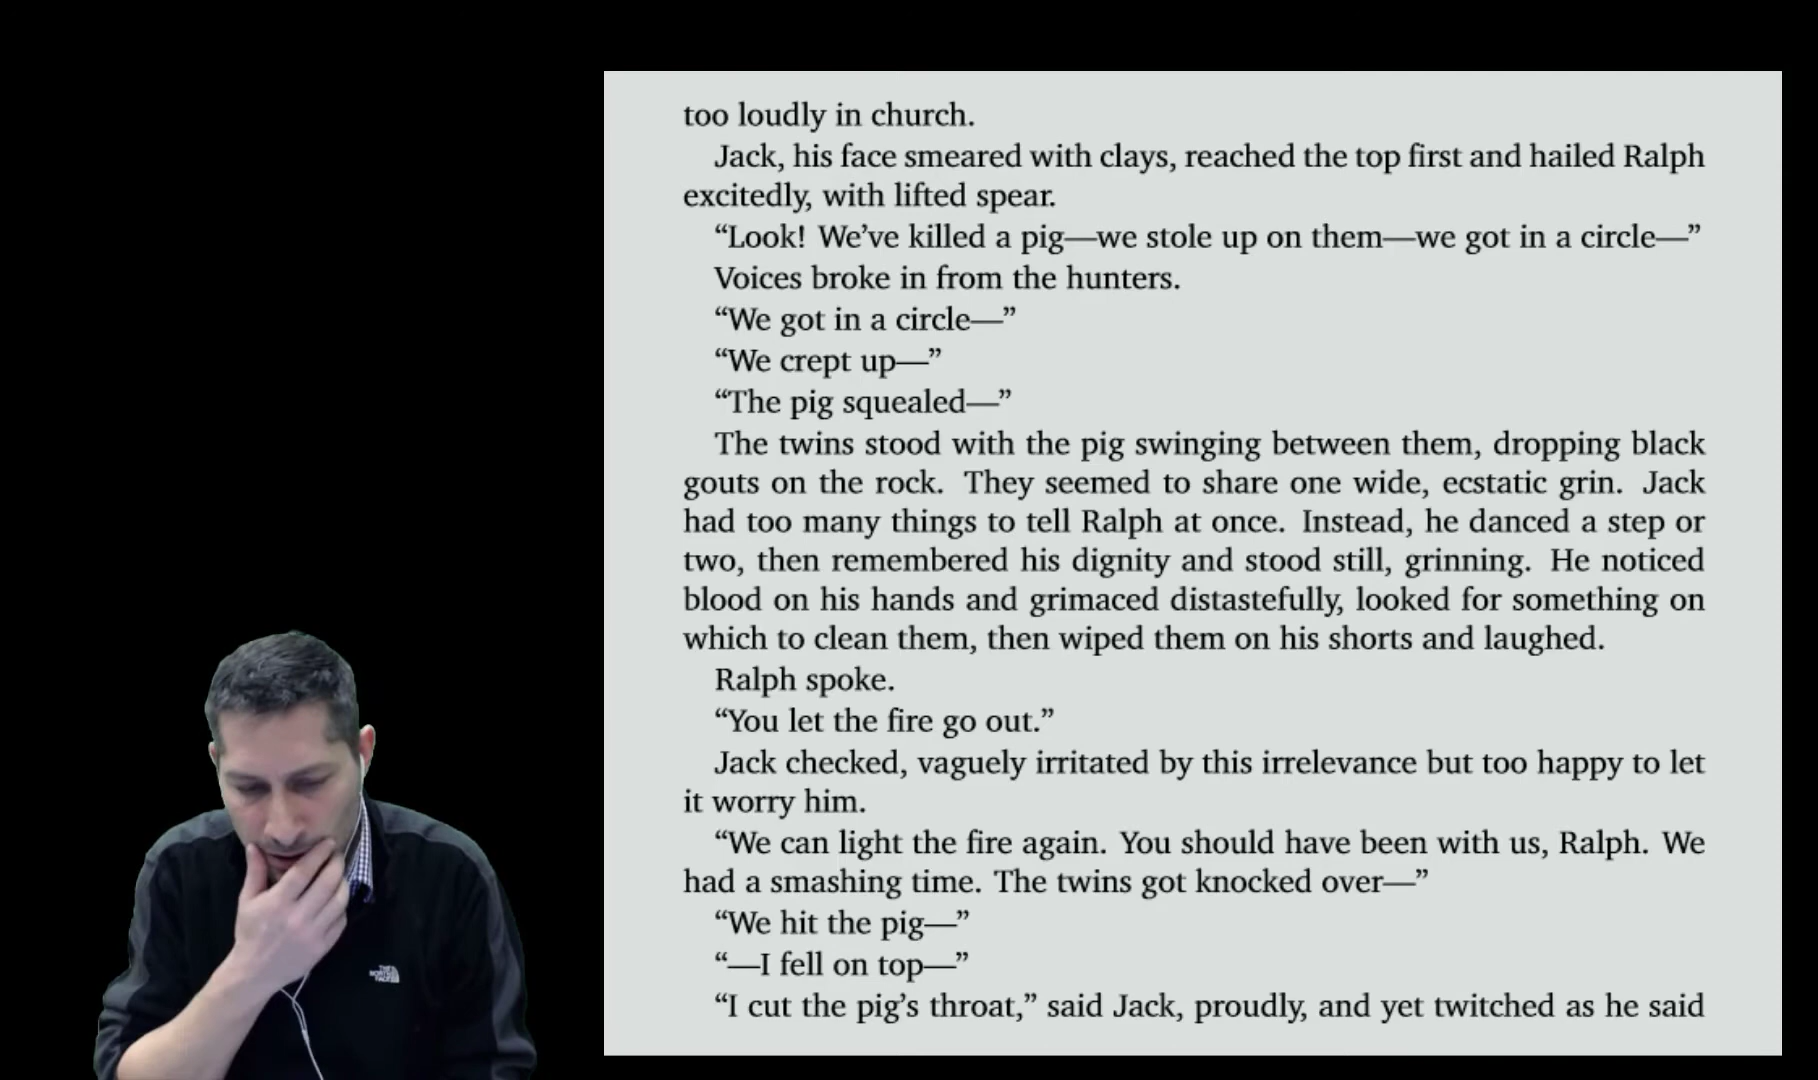 too loudly in church.
Jack, his face smeared with clays, reached the top first and hailed Ralph
excitedly, with lifted spear.
“Look! We’ve killed a pig—we stole up on them—we got in a circle—”
Voices broke in from the hunters.
“We got in a circle—”
“We crept up—”
“The pig squealed—”
The twins stood with the pig swinging between them, dropping black
gouts on the rock. They seemed to share one wide, ecstatic grin. Jack
had too many things to tell Ralph at once. Instead, he danced a step or
two, then remembered his dignity and stood still, grinning. He noticed
blood on his hands and grimaced distastefully, looked for something on
which to clean them, then wiped them on his shorts and laughed.
Ralph spoke.
“You let the fire go out.”
Jack checked, vaguely irritated by this irrelevance but too happy to let
it worry him.
“We can light the fire again. You should have been with us, Ralph. We
had a smashing time. The twins got knocked over—”
“We hit the pig—”
“—I fell on top—”
“I cut the pig’s throat,” said Jack, proudly, and yet twitched as he said
THE
NORTH
FACE